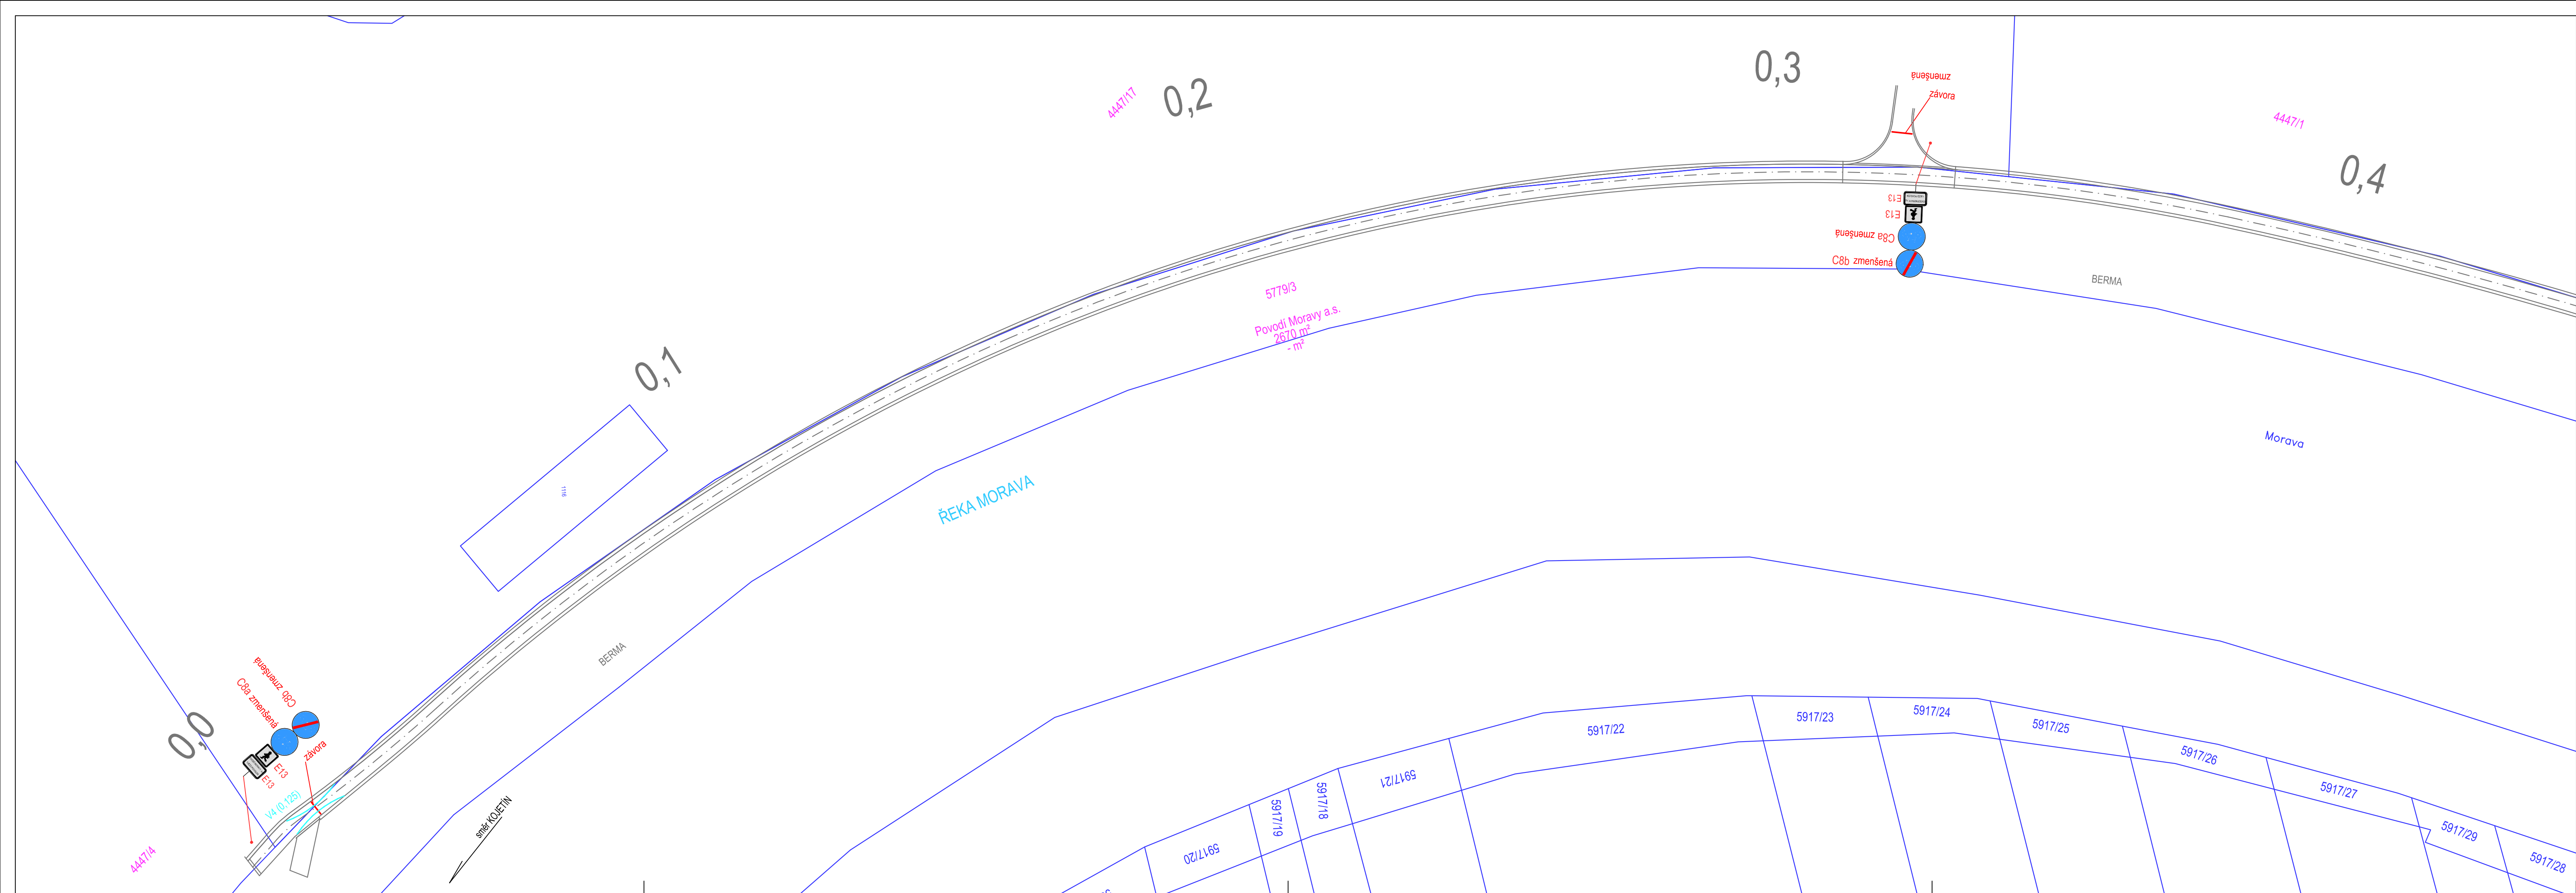 0,3
zmenšená
závora
4447/17
0,2
4447/1
0,4
E13
E13
C8a zmenšená
C8b zmenšená
BERMA
5779/3
Povodí Moravy a.s.
2670 m²
- m²
0,1
Morava
1116
ŘEKA MORAVA
BERMA
C8b zmenšená
C8a zmenšená
0,0
závora
E13
E13
V4 (0,125)
směr KOJETÍN
4447/4
5917/20
5917/19
5917/18
5917/21
5917/22
5917/23
5917/24
5917/25
5917/26
5917/27
5917/29
5917/28